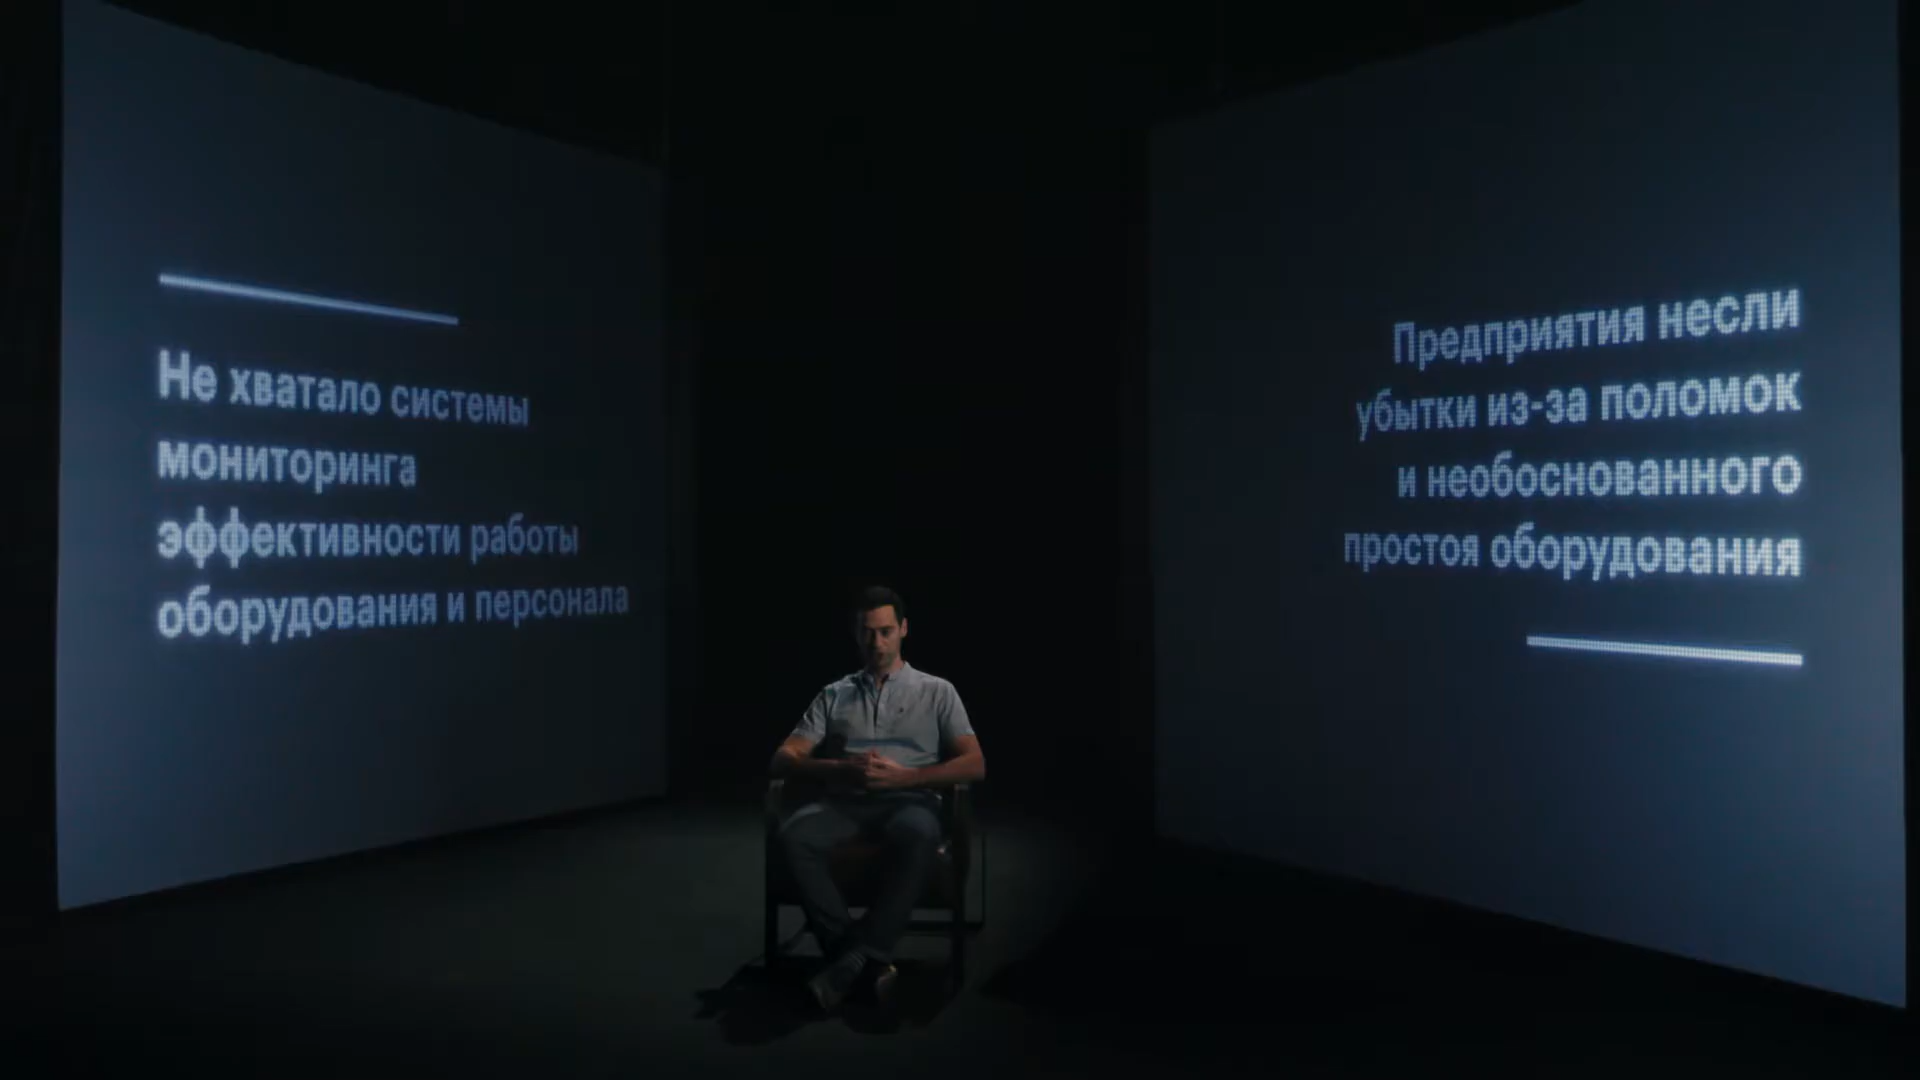 Не хватало системы
мониторинга
эффективности работы
оборудования и персонала
Предприятия несли
убытки из-за поломок
и необоснованного
простоя оборудования